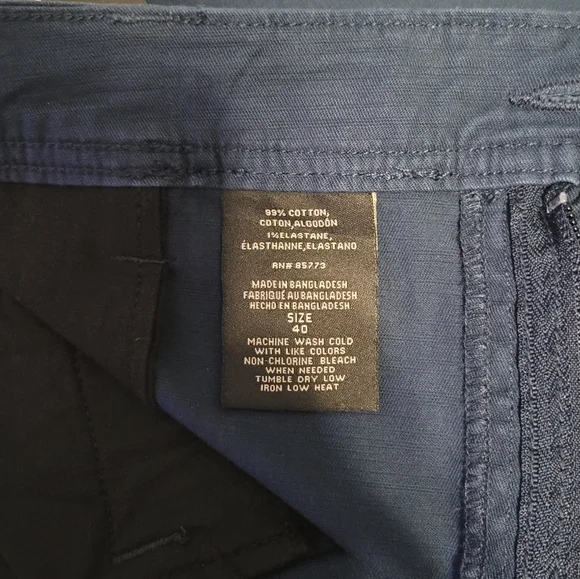 99% COTTON,
COTON,ALGODÓN
1%ELASTANE,
ÉLASTHANNE,ELASTANO
RN# 85773
MADE IN BANGLADESH
FABRIQUÉ AU BANGLADESH
HECHO EN BANGLADESH
SIZE
40
MACHINE WASH COLD
WITH LIKE COLORS
NON-CHLORINE BLEACH
WHEN NEEDED
TUMBLE DRY LOW
IRON LOW HEAT